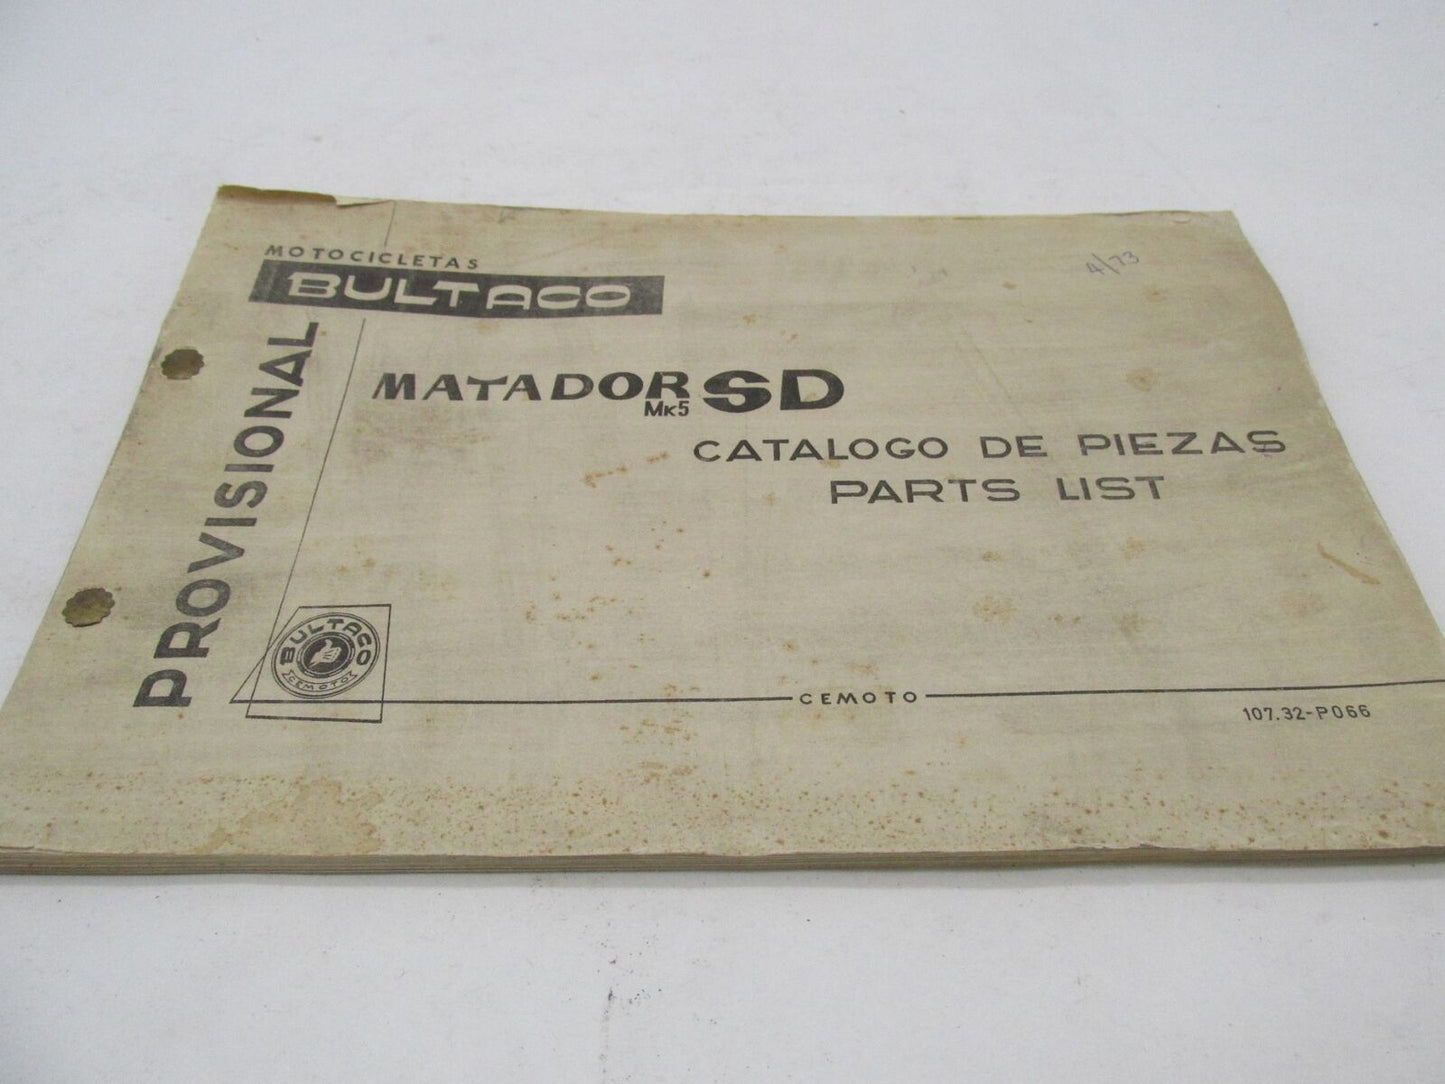 MOTOCICLETAS
BULTACO
4/73
PROVISIONAL
MATADOR SD
MK5
CATALOGO DE PIEZAS
PARTS LIST
BULTACO
CEMOTO
CEMOTO
107.32-P066